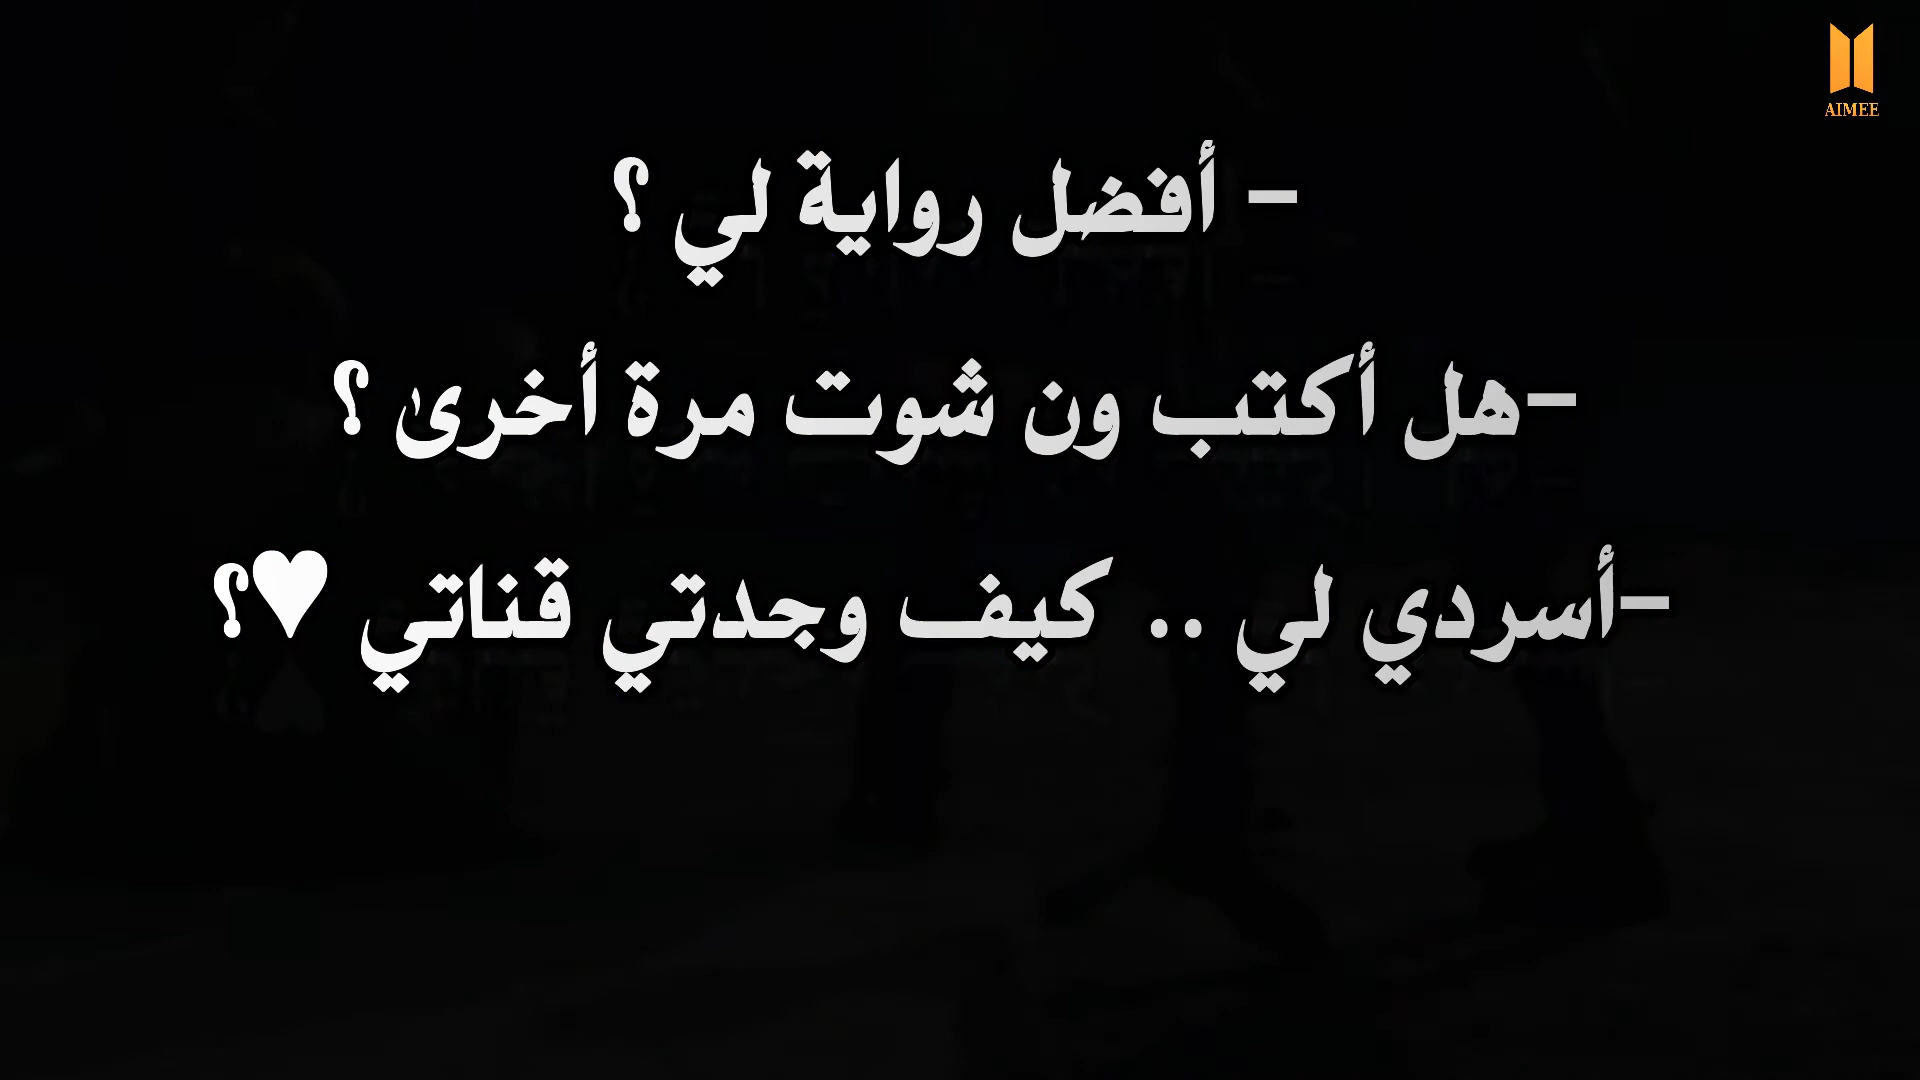 AIMEE
- أفضل رواية لي ؟
-هل أكتب ون شوت مرة أخرى ؟
-أسردي لي .. كيف وجدتي قناتي ♥؟